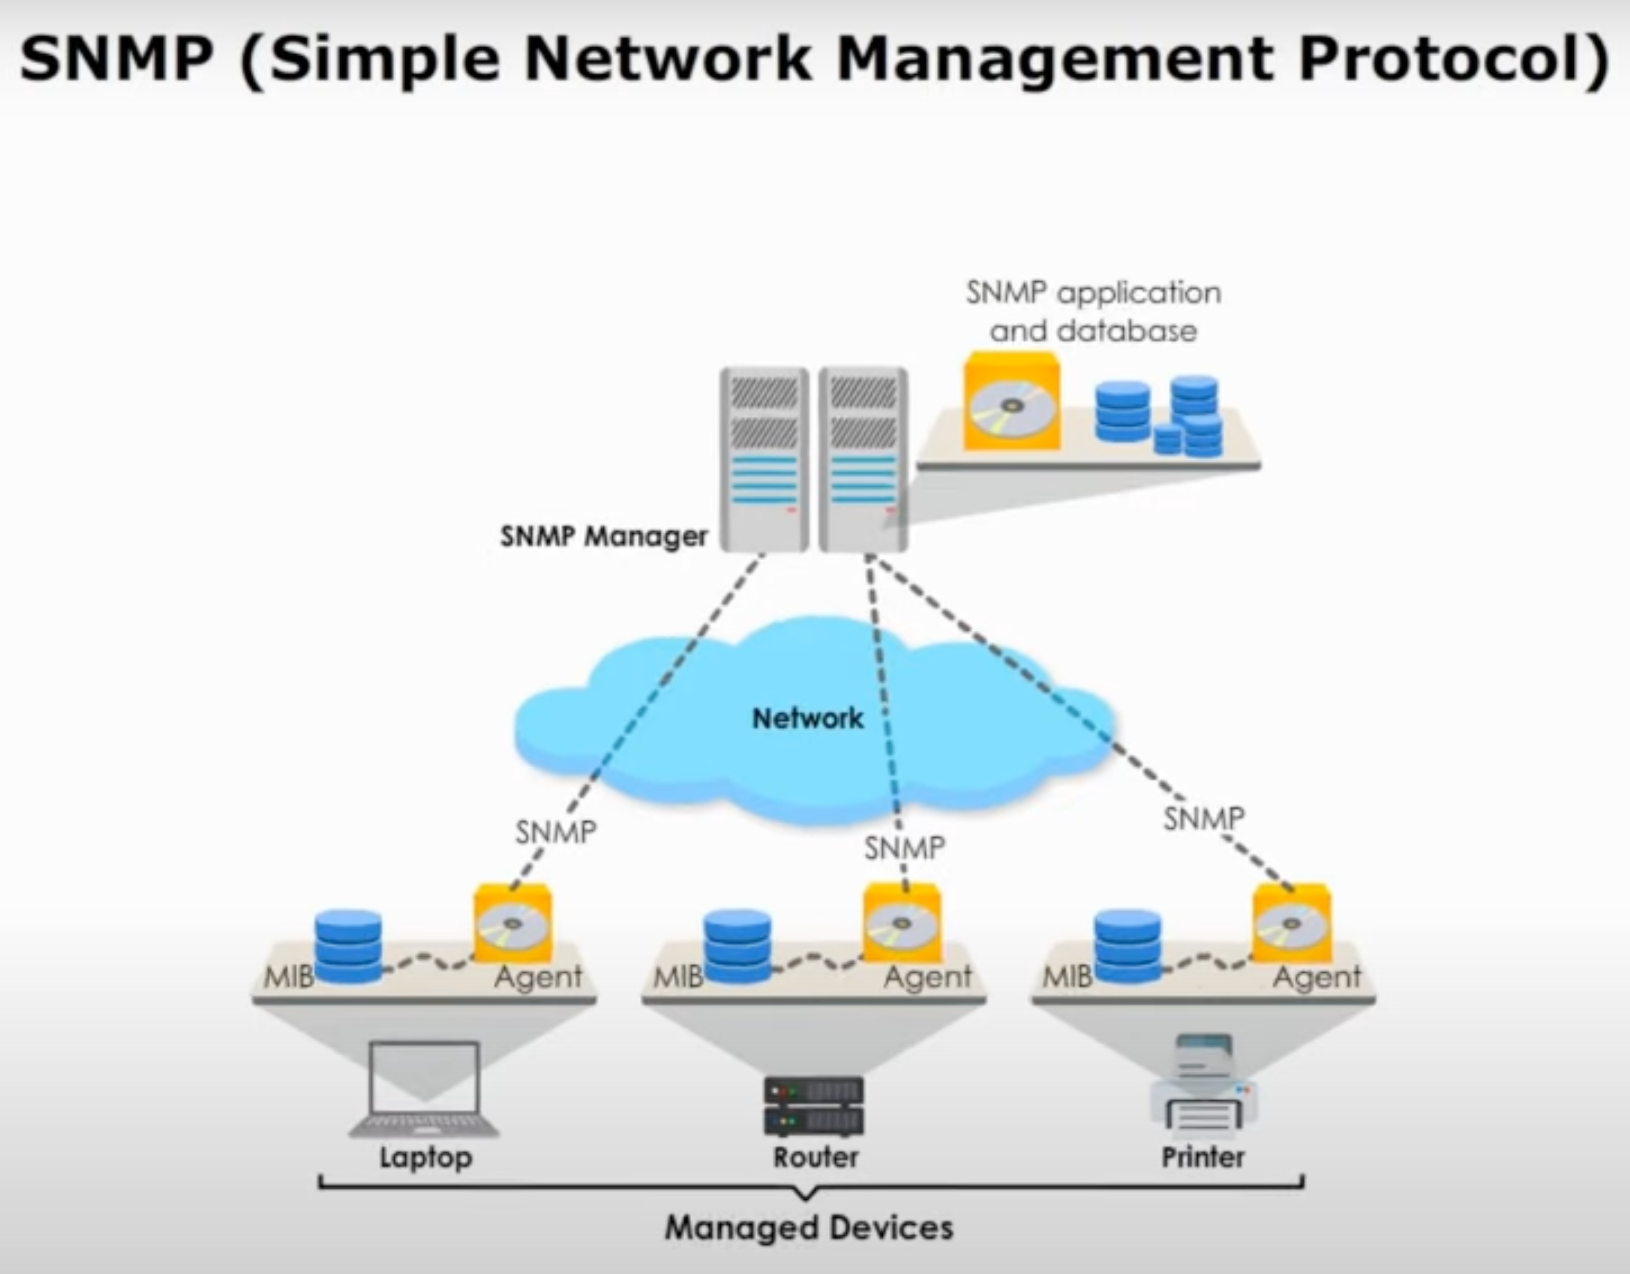 SNMP (Simple Network Management Protocol)
SNMP application
and database
SNMP Manager
Network
SNMP
SNMP
SNMP
MIB
Agent
MIB
Agent
MIB
Agent
Laptop
Router
Printer
Managed Devices